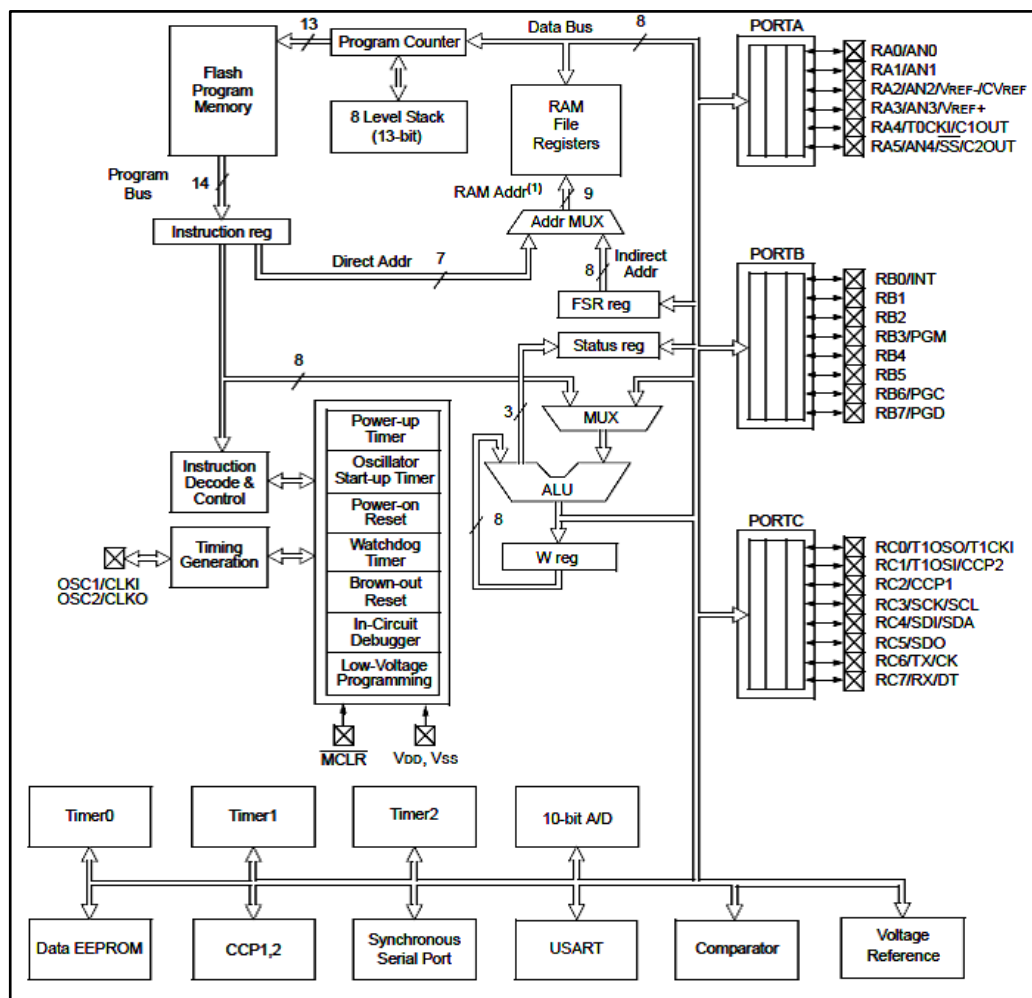 13
Data Bus
8
Program Counter
Flash
Program
Memory
8 Level Stack
(13-bit)
RAM
File
Registers
Program
Bus
14
RAM Addr(1)
9
Instruction reg
Addr MUX
Direct Addr
7
8
Indirect
Addr
FSR reg
Status reg
8
3
MUX
Power-up
Timer
Oscillator
Start-up Timer
Power-on
Reset
Watchdog
Timer
Brown-out
Reset
In-Circuit
Debugger
Low-Voltage
Programming
Instruction
Decode &
Control
Timing
Generation
OSC1/CLKI
OSC2/CLKO
ALU
8
W reg
MCLR
VDD, VSS
PORTA
RA0/AN0
RA1/AN1
RA2/AN2/VREF-/CVREF
RA3/AN3/VREF+
RA4/T0CKI/C1OUT
RA5/AN4/SS/C2OUT
PORTB
RB0/INT
RB1
RB2
RB3/PGM
RB4
RB5
RB6/PGC
RB7/PGD
PORTC
RC0/T1OSO/T1CKI
RC1/T1OSI/CCP2
RC2/CCP1
RC3/SCK/SCL
RC4/SDI/SDA
RC5/SDO
RC6/TX/CK
RC7/RX/DT
Timer0
Timer1
Timer2
10-bit A/D
Data EEPROM
CCP1,2
Synchronous
Serial Port
USART
Comparator
Voltage
Reference